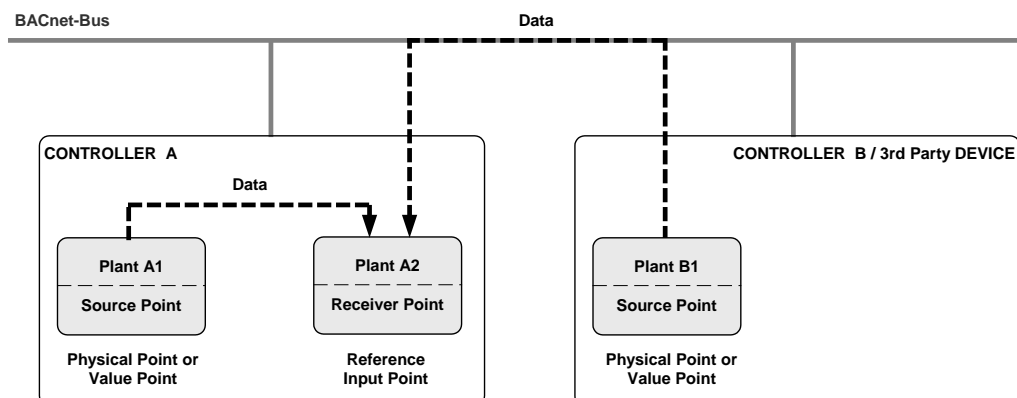 BACnet-Bus
Data
CONTROLLER A
CONTROLLER B / 3rd Party DEVICE
Data
Plant A1
Source Point
Plant A2
Receiver Point
Plant B1
Source Point
Physical Point or
Value Point
Reference
Input Point
Physical Point or
Value Point